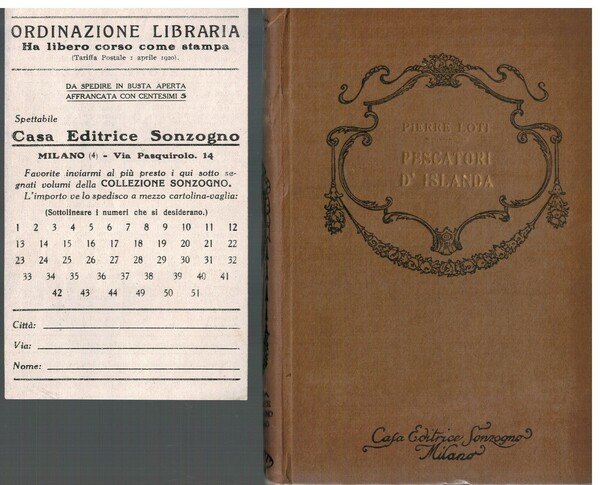 ORDINAZIONE LIBRARIA
Ha libero corso come stampa
(Tariffa Postale 1 aprile 1920).
DA SPEDIRE IN BUSTA APERTA
AFFRANCATA CON CENTESIMI 5
Spettabile
Casa Editrice Sonzogno
MILANO (4) - Via Pasquirolo, 14
Favorite inviarmi al più presto i qui sotto se-
gnati volumi della COLLEZIONE SONZOGNO.
L'importo ve lo spedisco a mezzo cartolina-vaglia:
(Sottolineare i numeri che si desiderano.)
1 2 3 4 5 6 7 8 9 10 11 12
13 14 15 16 17 18 19 20 21 22
23 24 25 26 27 28 29 30 31 32
33 34 35 36 37 38 39 40 41
42 43 44 49 50 51
Città:
Via:
Nome:
PIERRE LOTI
PESCATORI
D' ISLANDA
Casa Editrice Sonzogno
Milano